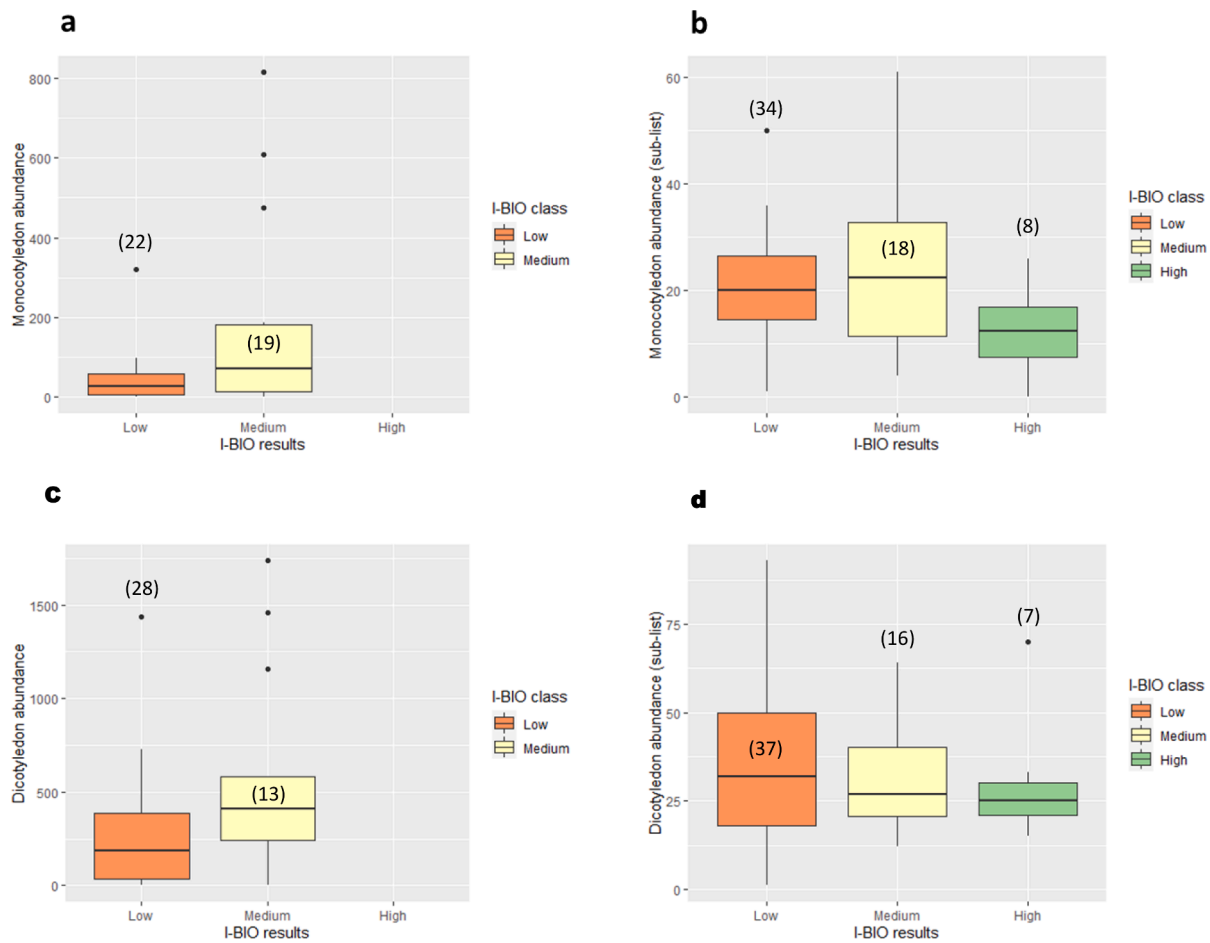 a
Monocotyledon abundance
800
600
400
200
0
(22)
(19)
Low
Medium
High
I-BIO results
I-BIO class
Low
Medium
b
Monocotyledon abundance (sub-list)
60
40
20
0
(34)
(18)
(8)
Low
Medium
High
I-BIO results
I-BIO class
Low
Medium
High
c
Dicotyledon abundance
1500
1000
500
0
(28)
(13)
Low
Medium
High
I-BIO results
I-BIO class
Low
Medium
d
Dicotyledon abundance (sub-list)
75
50
25
0
(37)
(16)
(7)
Low
Medium
High
I-BIO results
I-BIO class
Low
Medium
High